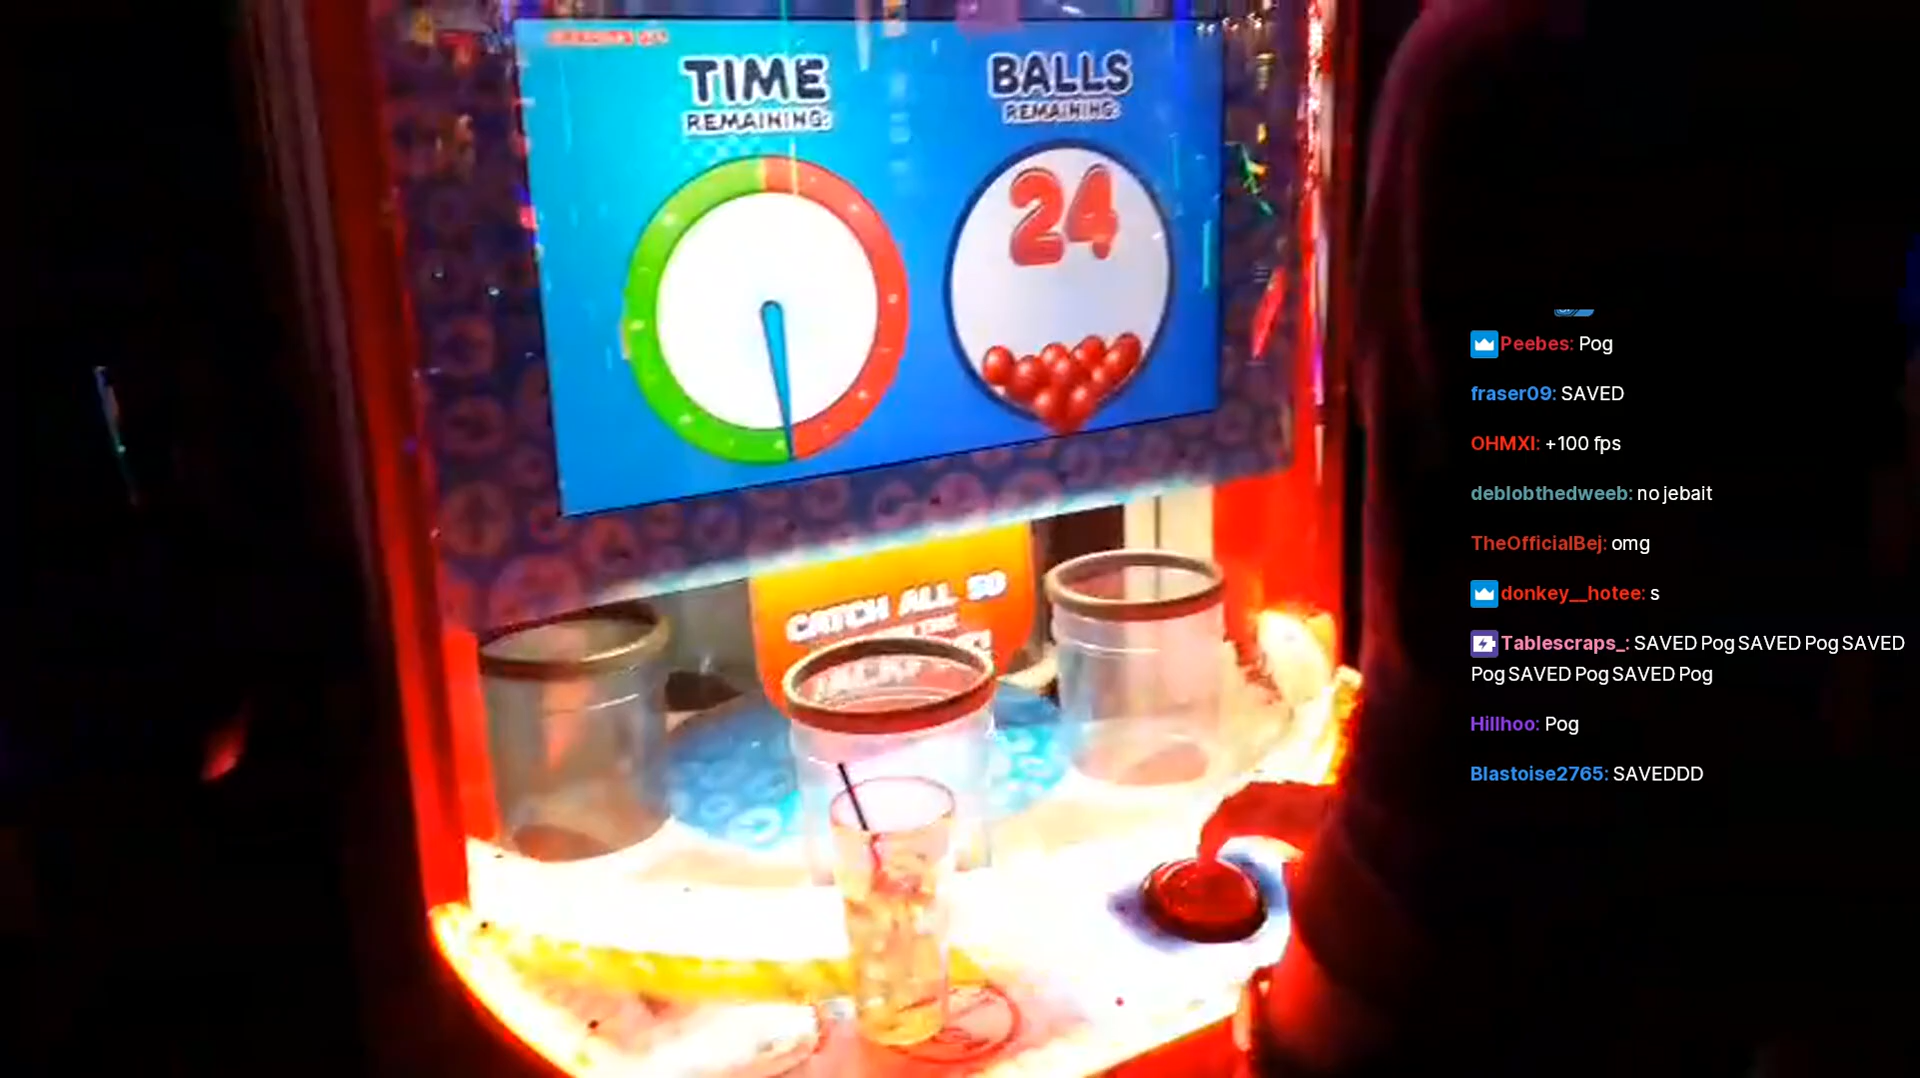 TIME
REMAINING:
BALLS
REMAINING:
24
CATCH ALL 50
Peebes: Pog
fraser09: SAVED
OHMXI: +100 fps
deblobthedweeb: no jebait
TheOfficialBej: omg
donkey__hotee: s
Tablescraps_: SAVED Pog SAVED Pog SAVED
Pog SAVED Pog SAVED Pog
Hillhoo: Pog
Blastoise2765: SAVEDDD